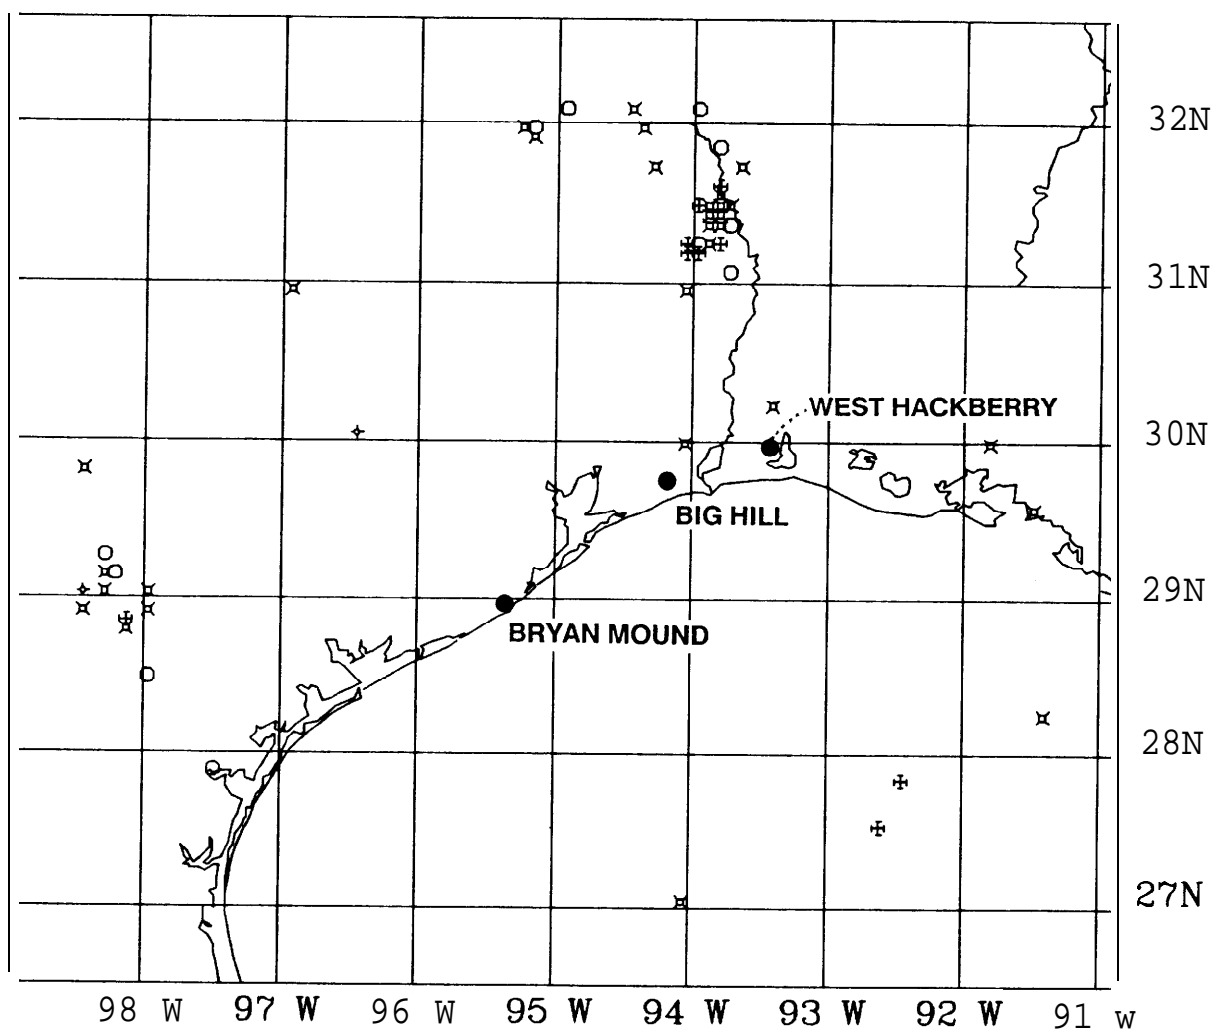 32N
31N
WEST HACKBERRY
30N
BIG HILL
29N
BRYAN MOUND
28N
27N
98 W 97 W 96 W 95 W 94 W 93 W 92 W 91 w